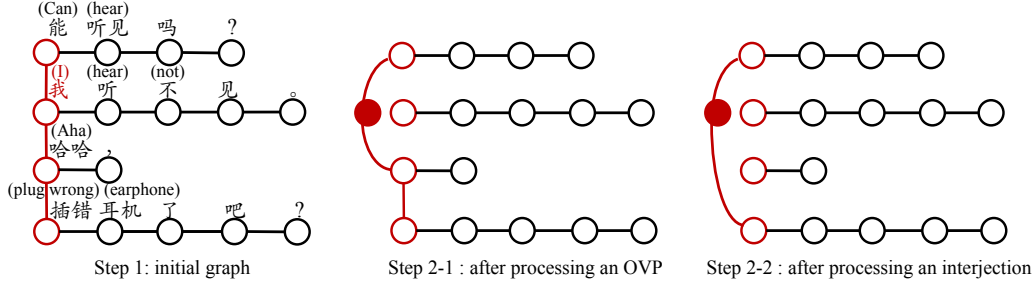 (Can) (hear)
能 听见 吗 ?
(I) (hear) (not)
我 听 不 见 。
(Aha)
哈哈 ,
(plug wrong) (earphone)
插错 耳机 了 吧 ?
Step 1: initial graph
Step 2-1 : after processing an OVP
Step 2-2 : after processing an interjection